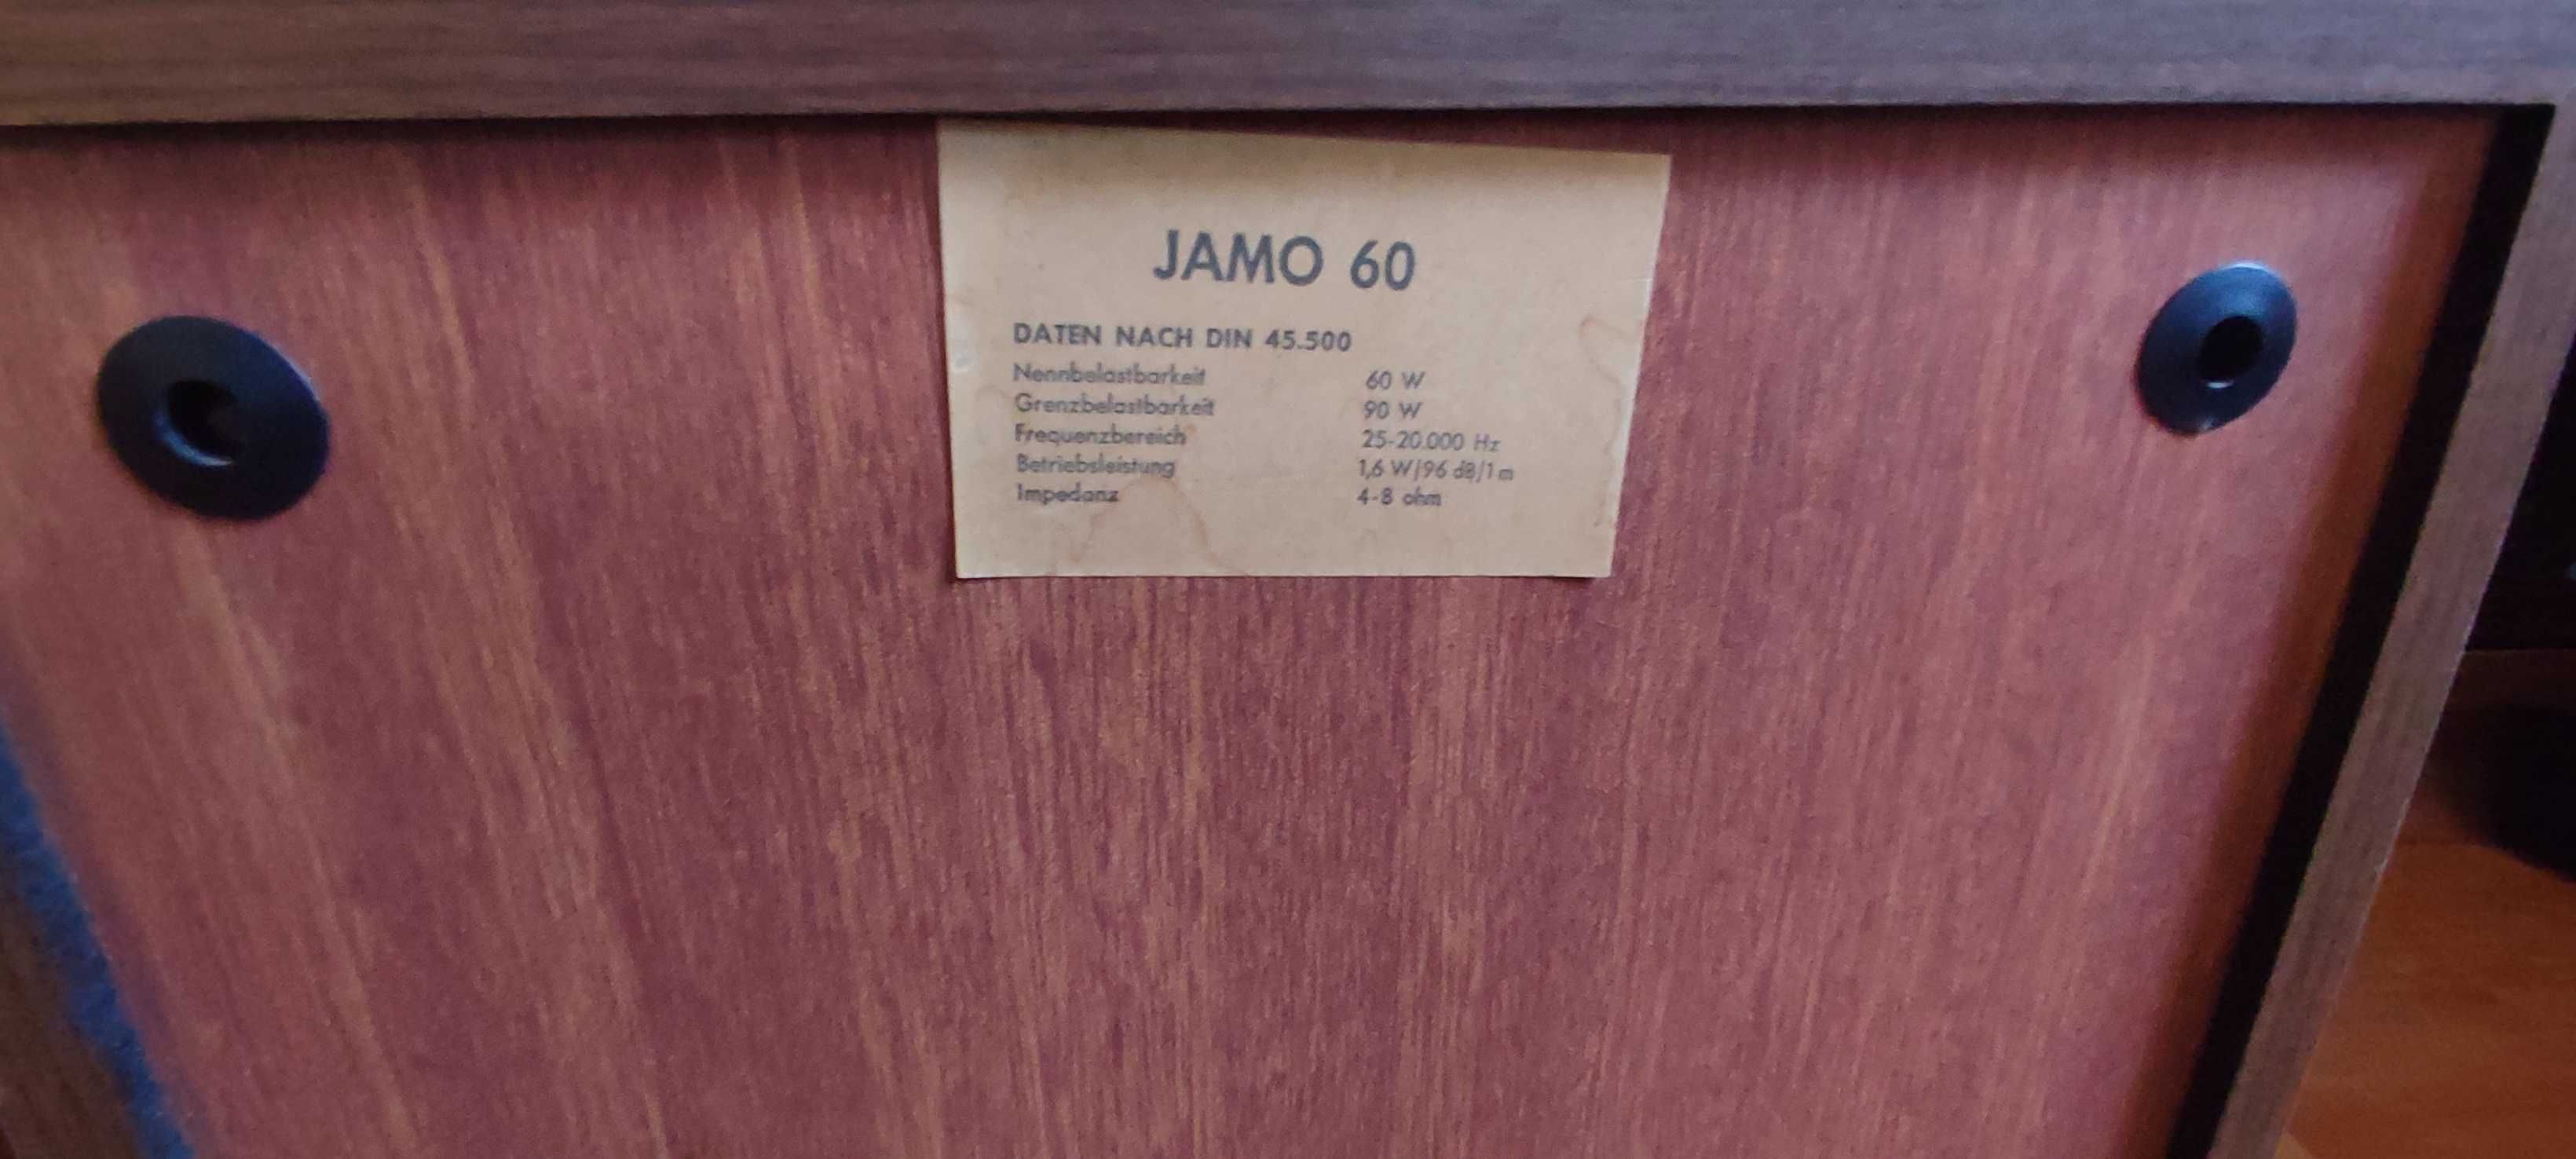 JAMO 60
DATEN NACH DIN 45.500
Nennbelastbarkeit 60 W
Grenzbelastbarkeit 90 W
Frequenzbereich 25-20.000 Hz
Betriebsleistung 1,6 W/96 dB/1 m
Impedanz 4-8 ohm